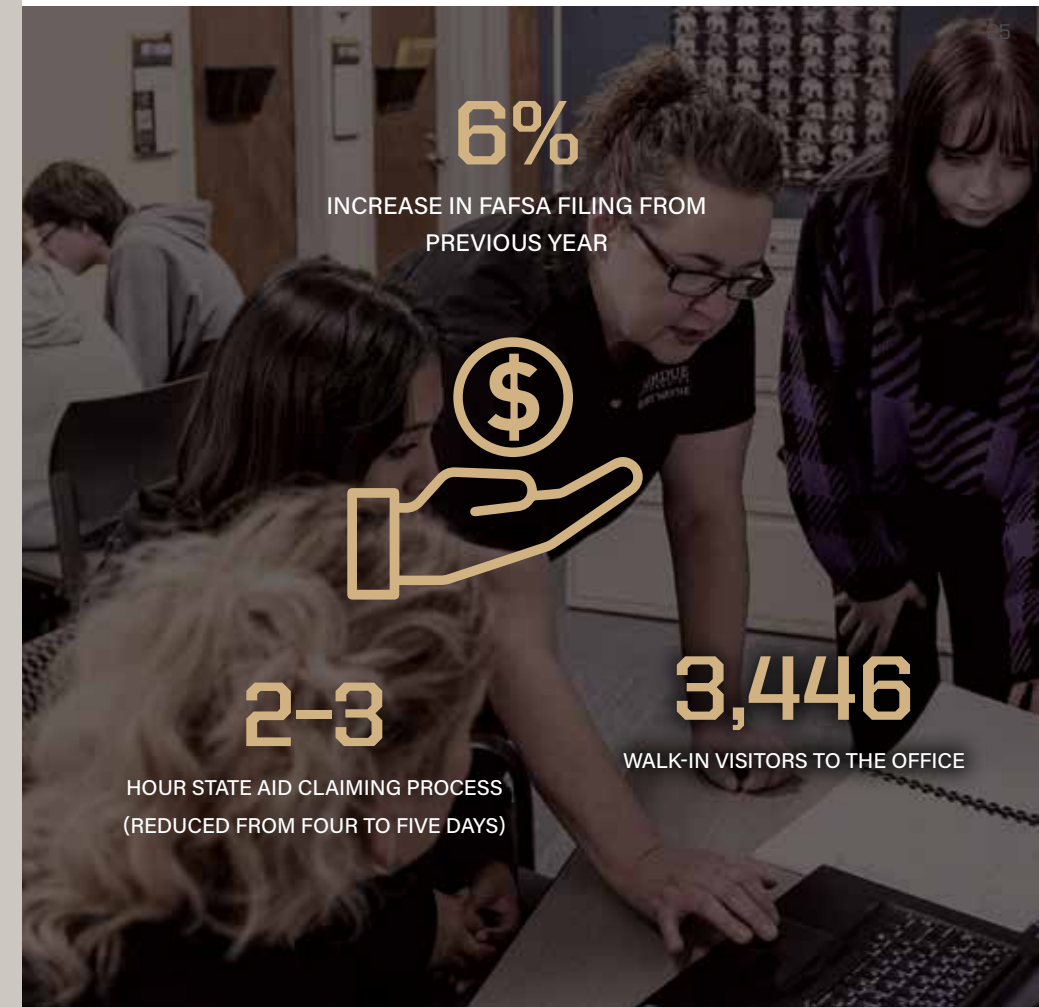 25
6%
INCREASE IN FAFSA FILING FROM
PREVIOUS YEAR
$
2–3
HOUR STATE AID CLAIMING PROCESS
(REDUCED FROM FOUR TO FIVE DAYS)
3,446
WALK-IN VISITORS TO THE OFFICE